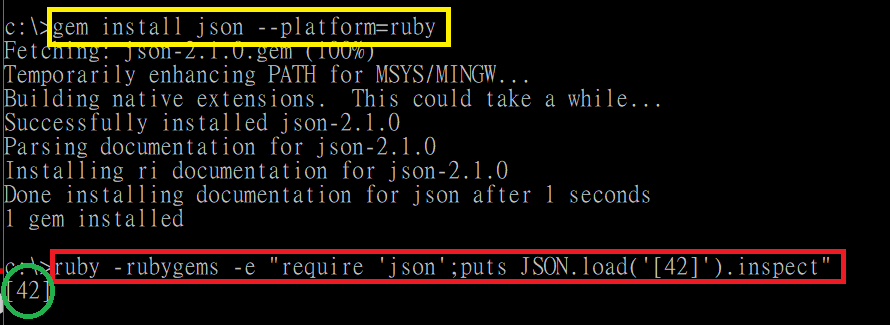 c:\>gem install json --platform=ruby
Fetching: json-2.1.0.gem (100%)
Temporarily enhancing PATH for MSYS/MINGW...
Building native extensions.  This could take a while...
Successfully installed json-2.1.0
Parsing documentation for json-2.1.0
Installing ri documentation for json-2.1.0
Done installing documentation for json after 1 seconds
1 gem installed
c:\>ruby -rubygems -e "require 'json';puts JSON.load('[42]').inspect"
[42]